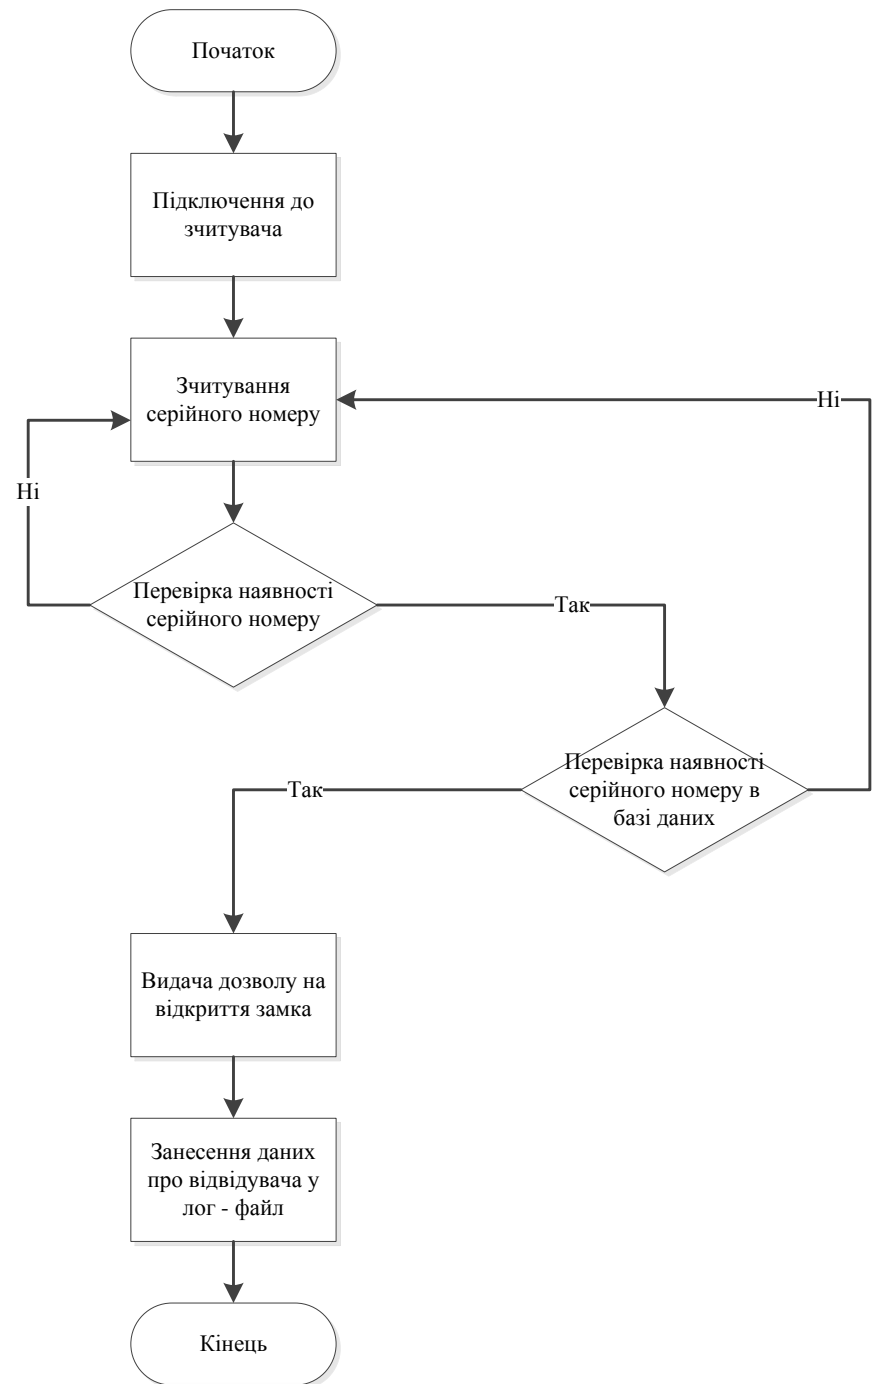 Початок
Підключення до
зчитувача
Зчитування
серійного номеру
Ні
Ні
Перевірка наявності
серійного номеру
Так
Перевірка наявності
серійного номеру в
базі даних
Так
Видача дозволу на
відкриття замка
Занесення даних
про відвідувача у
лог - файл
Кінець